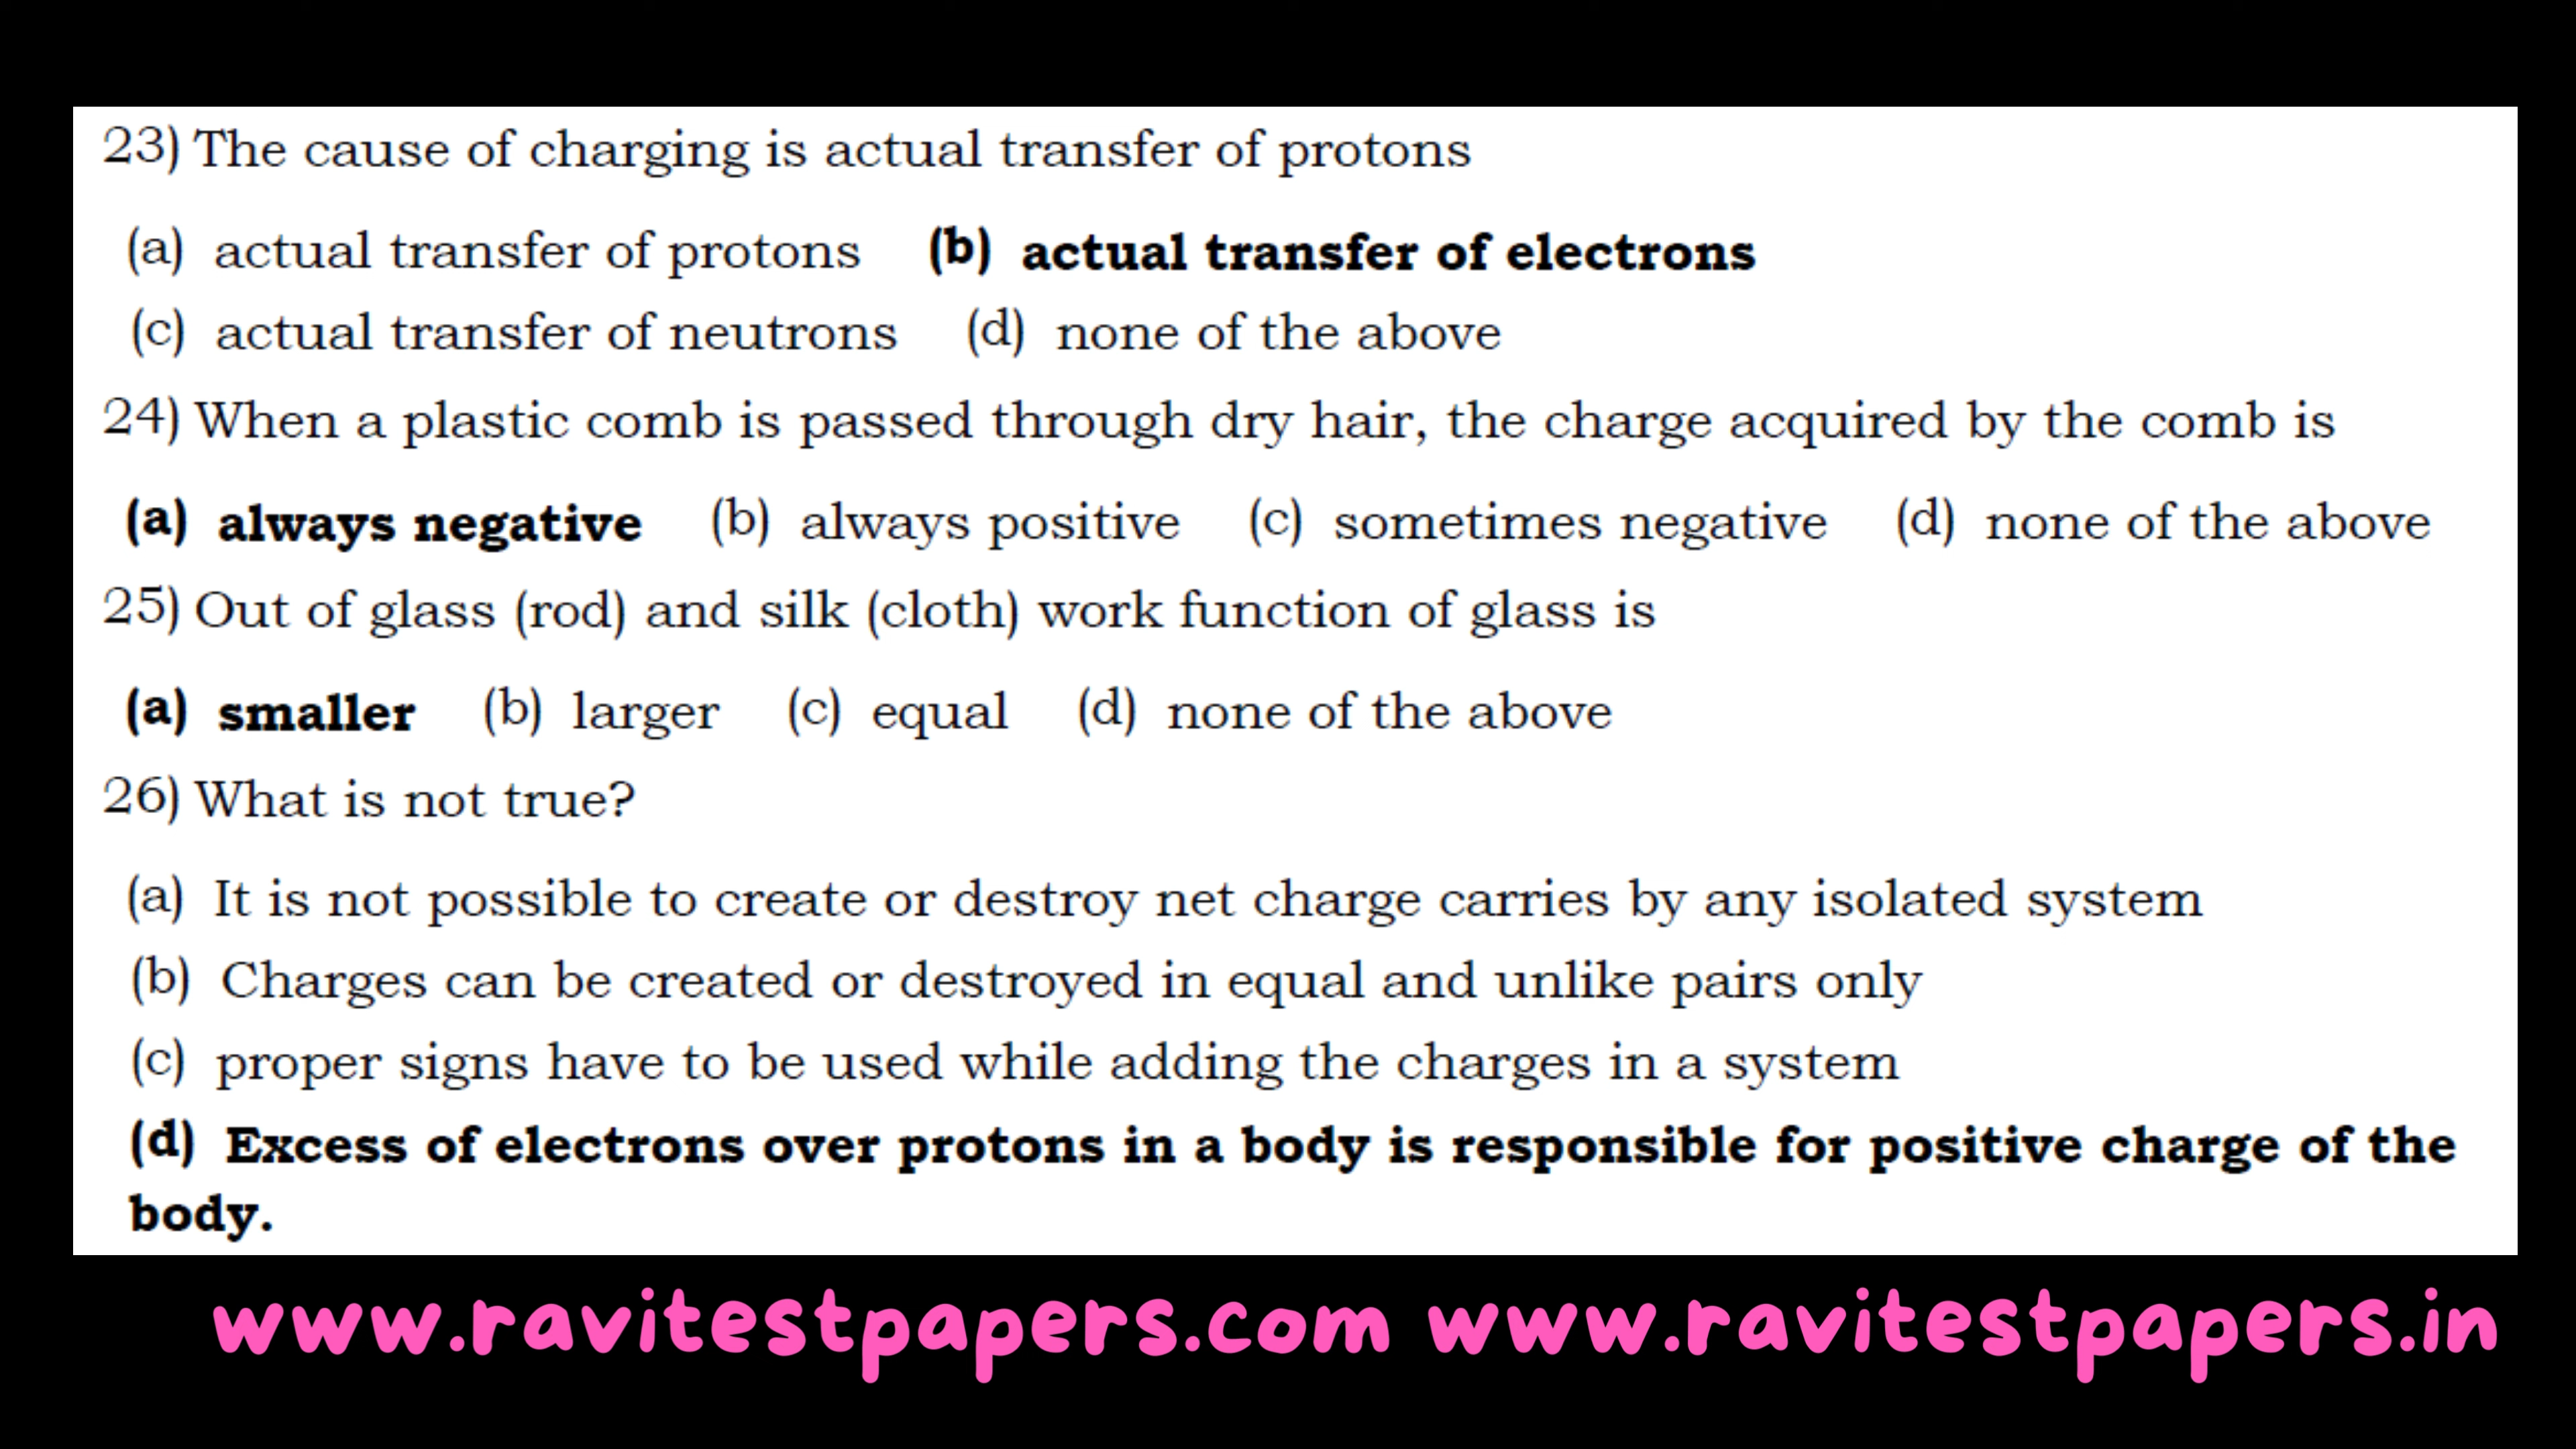 23) The cause of charging is actual transfer of protons
(a) actual transfer of protons (b) actual transfer of electrons
(c) actual transfer of neutrons (d) none of the above
24) When a plastic comb is passed through dry hair, the charge acquired by the comb is
(a) always negative (b) always positive (c) sometimes negative (d) none of the above
25) Out of glass (rod) and silk (cloth) work function of glass is
(a) smaller (b) larger (c) equal (d) none of the above
26) What is not true?
(a) It is not possible to create or destroy net charge carries by any isolated system
(b) Charges can be created or destroyed in equal and unlike pairs only
(c) proper signs have to be used while adding the charges in a system
(d) Excess of electrons over protons in a body is responsible for positive charge of the
body.
www.ravitestpapers.com www.ravitestpapers.in